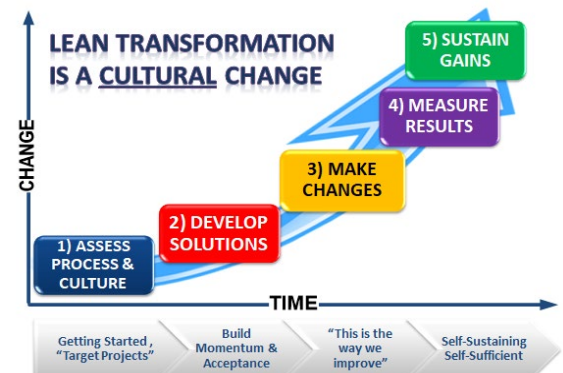 LEAN TRANSFORMATION
IS A CULTURAL CHANGE
5) SUSTAIN
GAINS
4) MEASURE
RESULTS
3) MAKE
CHANGES
2) DEVELOP
SOLUTIONS
1) ASSESS
PROCESS &
CULTURE
CHANGE
TIME
Getting Started ,
"Target Projects"
Build
Momentum &
Acceptance
"This is the
way we
improve"
Self-Sustaining
Self-Sufficient